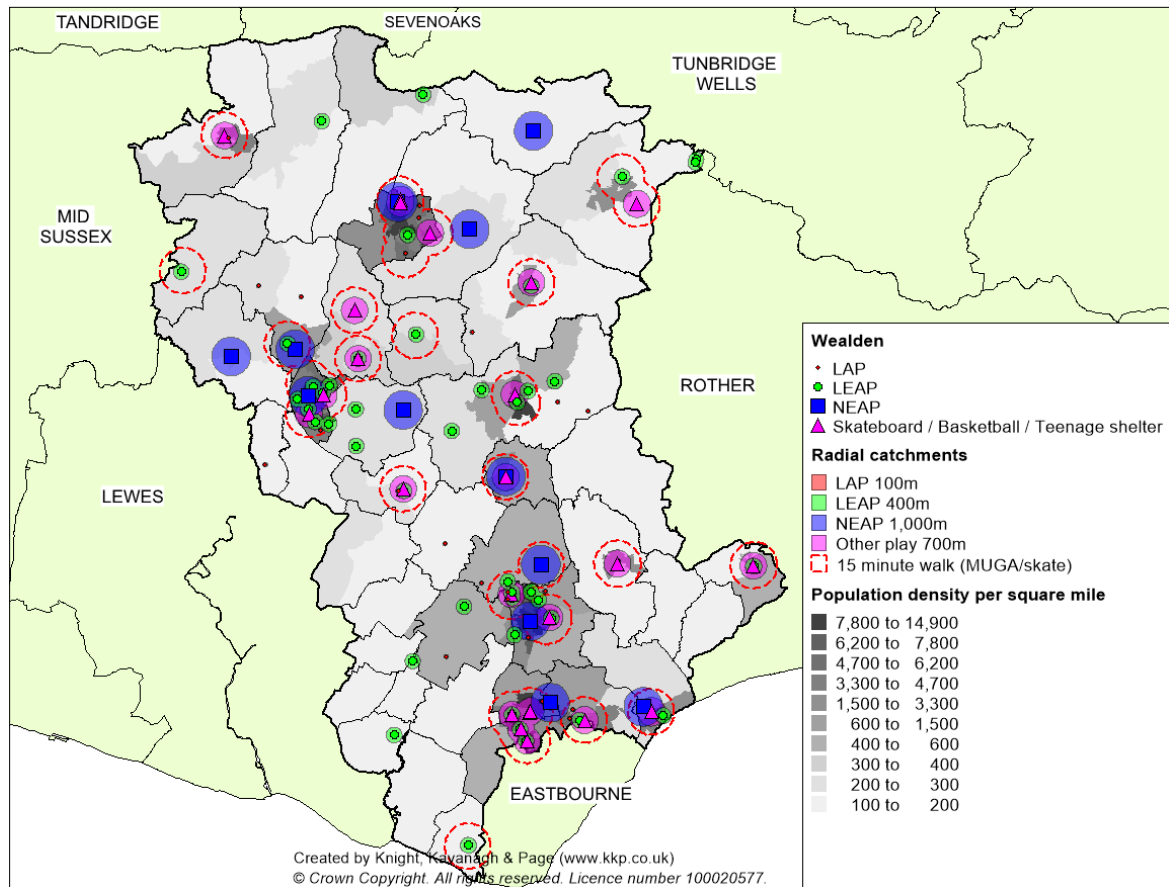 TANDRIDGE
SEVENOAKS
TUNBRIDGE
WELLS
MID
SUSSEX
ROTHER
LEWES
EASTBOURNE
Wealden
LAP
LEAP
NEAP
Skateboard / Basketball / Teenage shelter
Radial catchments
LAP 100m
LEAP 400m
NEAP 1,000m
Other play 700m
15 minute walk (MUGA/skate)
Population density per square mile
7,800 to 14,900
6,200 to 7,800
4,700 to 6,200
3,300 to 4,700
1,500 to 3,300
600 to 1,500
400 to 600
300 to 400
200 to 300
100 to 200
Created by Knight, Kavanagh & Page (www.kkp.co.uk)
© Crown Copyright. All rights reserved. Licence number 100020577.